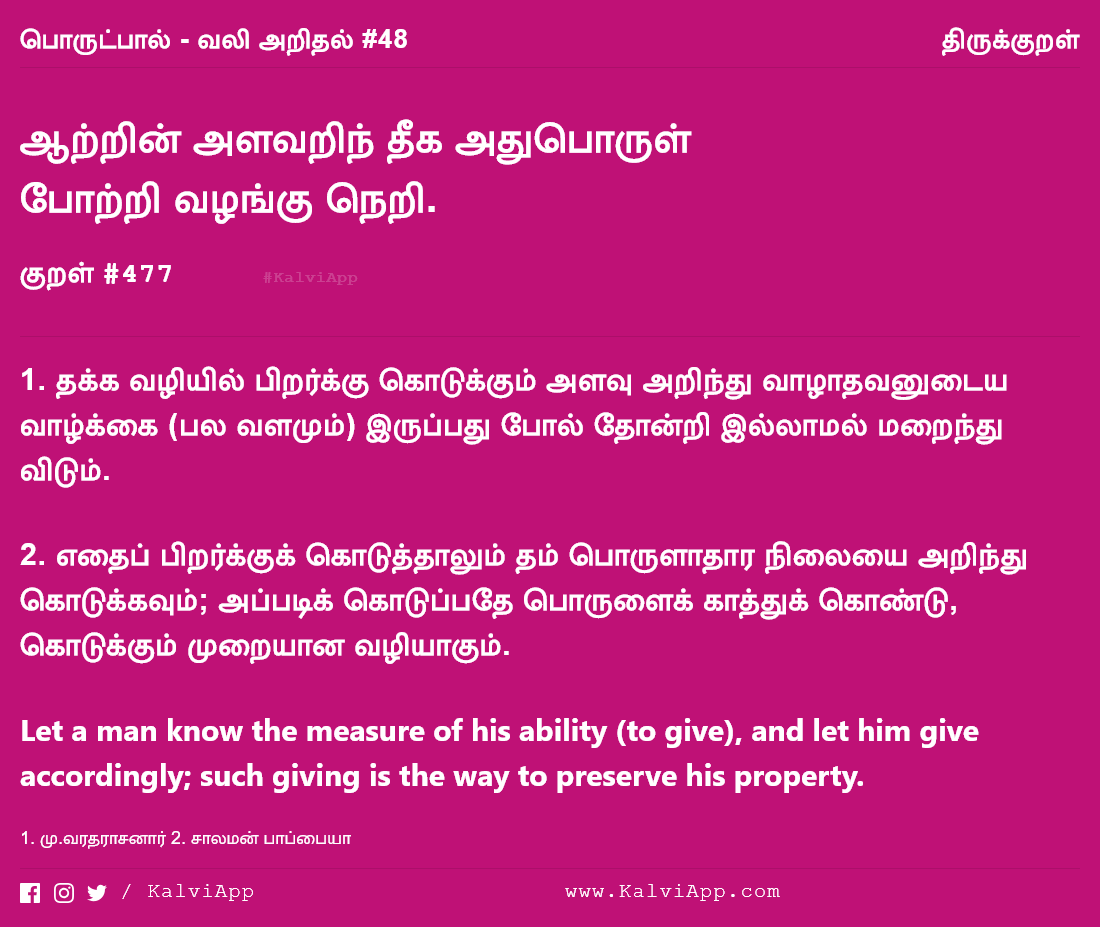 பொருட்பால் - வலி அறிதல் #48 திருக்குறள்
ஆற்றின் அளவறிந் தீக அதுபொருள்
போற்றி வழங்கு நெறி.
குறள் #477 #KalviApp
1. தக்க வழியில் பிறர்க்கு கொடுக்கும் அளவு அறிந்து வாழாதவனுடைய
வாழ்க்கை (பல வளமும்) இருப்பது போல் தோன்றி இல்லாமல் மறைந்து
விடும்.
2. எதைப் பிறர்க்குக் கொடுத்தாலும் தம் பொருளாதார நிலையை அறிந்து
கொடுக்கவும்; அப்படிக் கொடுப்பதே பொருளைக் காத்துக் கொண்டு,
கொடுக்கும் முறையான வழியாகும்.
Let a man know the measure of his ability (to give), and let him give
accordingly; such giving is the way to preserve his property.
1. மு.வரதராசனார் 2. சாலமன் பாப்பையா
/ KalviApp www.KalviApp.com